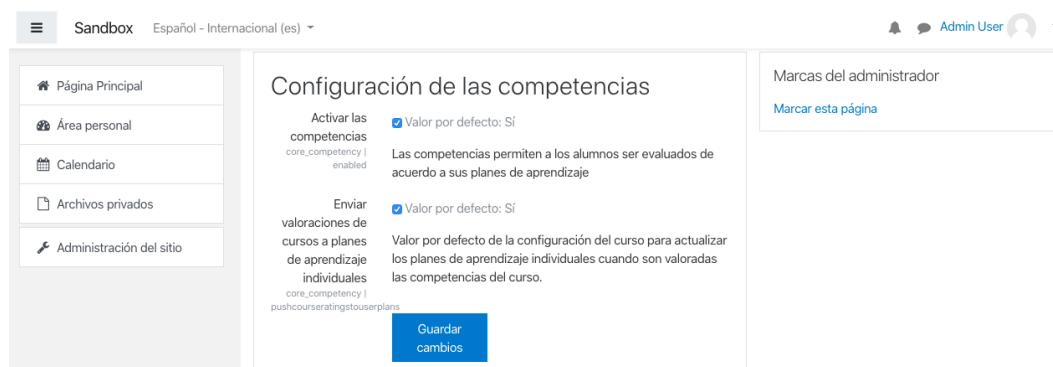 Sandbox Español - Internacional (es)
Admin User
Página Principal
Área personal
Calendario
Archivos privados
Administración del sitio
Configuración de las competencias
Activar las
competencias
core_competency |
enabled
Valor por defecto: Sí
Las competencias permiten a los alumnos ser evaluados de
acuerdo a sus planes de aprendizaje
Enviar
valoraciones de
cursos a planes
de aprendizaje
individuales
core_competency |
pushcourseratingstouserplans
Valor por defecto: Sí
Valor por defecto de la configuración del curso para actualizar
los planes de aprendizaje individuales cuando son valoradas
las competencias del curso.
Guardar
cambios
Marcas del administrador
Marcar esta página